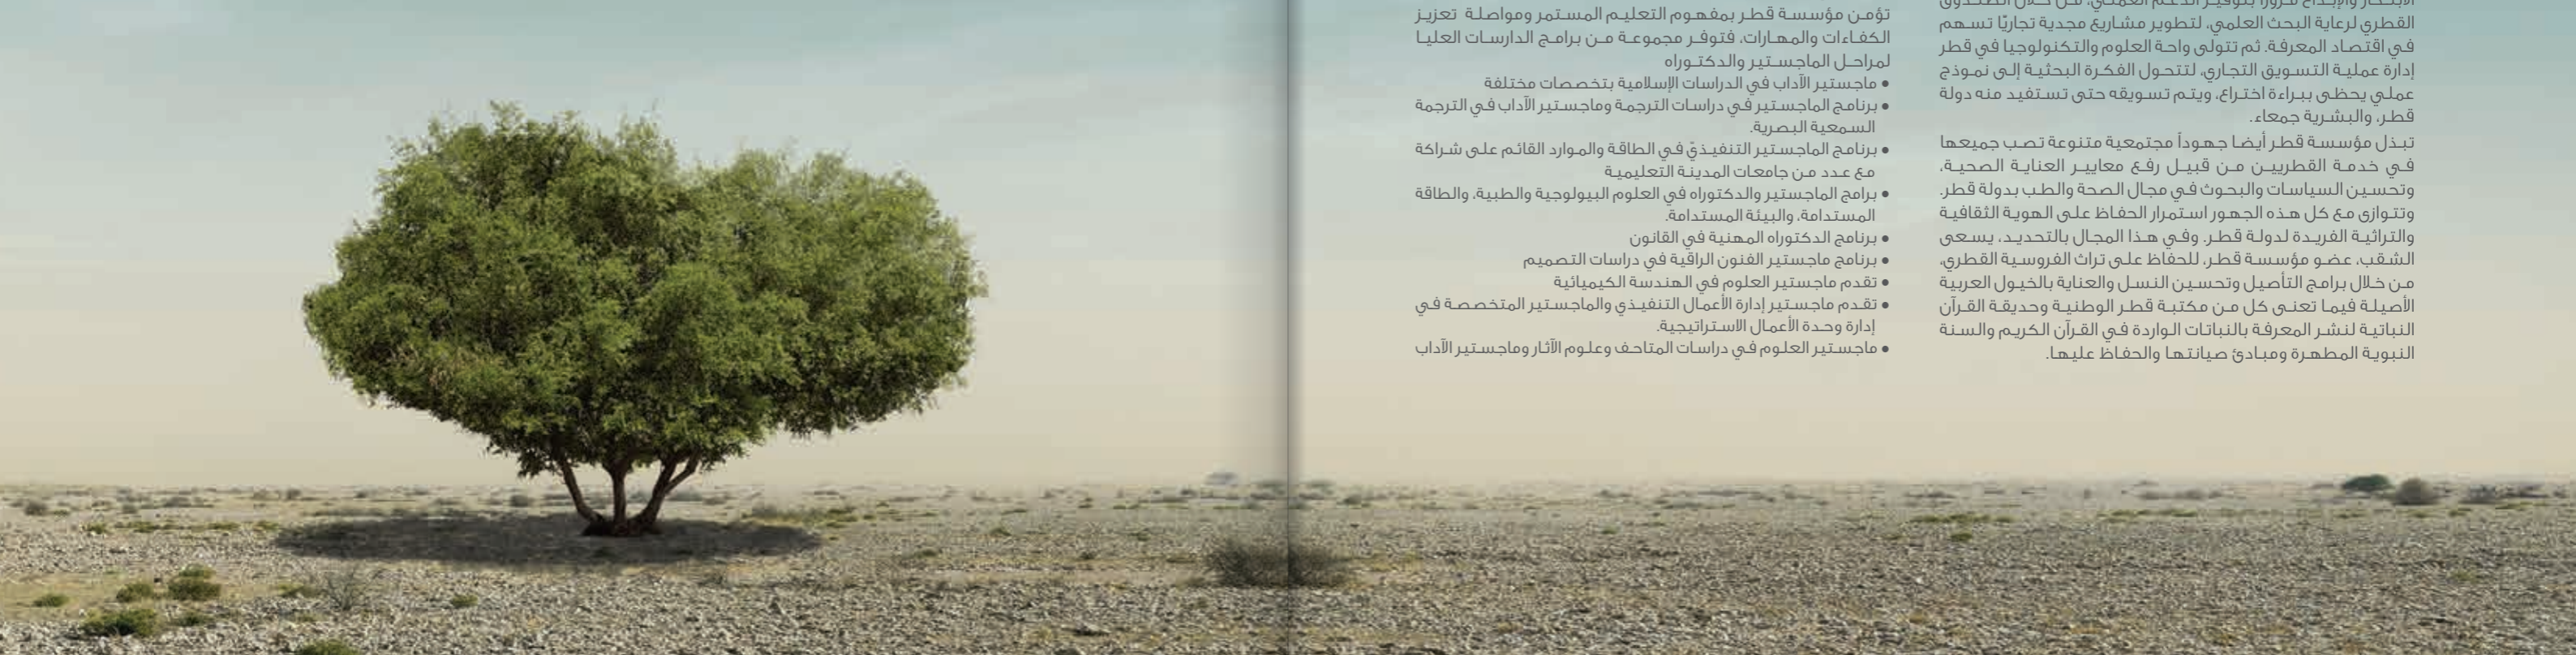 القطري لرعاية البحث العلمي، لتطوير مشاريع مجدية تجاريًا تسهم
في اقتصاد المعرفة. ثم تتولى واحة العلوم والتكنولوجيا في قطر
إدارة عملية التسويق التجاري، لتتحول الفكرة البحثية إلى نموذج
عملي يحظى ببراءة اختراع، ويتم تسويقه حتى تستفيد منه دولة
قطر، والبشرية جمعاء.
تبذل مؤسسة قطر أيضا جهوداً مجتمعية متنوعة تصب جميعها
في خدمة القطريين من قبيل رفع معايير العناية الصحية،
وتحسين السياسات والبحوث في مجال الصحة والطب بدولة قطر.
وتتوازى مع كل هذه الجهور استمرار الحفاظ على الهوية الثقافية
والتراثية الفريدة لدولة قطر. وفي هذا المجال بالتحديد، يسعى
الشقب، عضو مؤسسة قطر، للحفاظ على تراث الفروسية القطري،
من خلال برامج التأصيل وتحسين النسل والعناية بالخيول العربية
الأصيلة فيما تعنى كل من مكتبة قطر الوطنية وحديقة القرآن
النباتية لنشر المعرفة بالنباتات الواردة في القرآن الكريم والسنة
النبوية المطهرة ومبادئ صيانتها والحفاظ عليها.
تؤمن مؤسسة قطر بمفهوم التعليم المستمر ومواصلة تعزيز
الكفاءات والمهارات، فتوفر مجموعة من برامج الدارسات العليا
لمراحل الماجستير والدكتوراه
• ماجستير الآداب في الدراسات الإسلامية بتخصصات مختلفة
• برنامج الماجستير في دراسات الترجمة وماجستير الآداب في الترجمة
السمعية البصرية.
• برنامج الماجستير التنفيذيّ في الطاقة والموارد القائم على شراكة
مع عدد من جامعات المدينة التعليمية
• برامج الماجستير والدكتوراه في العلوم البيولوجية والطبية، والطاقة
المستدامة، والبيئة المستدامة.
• برنامج الدكتوراه المهنية في القانون
• برنامج ماجستير الفنون الراقية في دراسات التصميم
• تقدم ماجستير العلوم في الهندسة الكيميائية
• تقدم ماجستير إدارة الأعمال التنفيذي والماجستير المتخصصة في
إدارة وحدة الأعمال الاستراتيجية.
• ماجستير العلوم في دراسات المتاحف وعلوم الآثار وماجستير الآداب